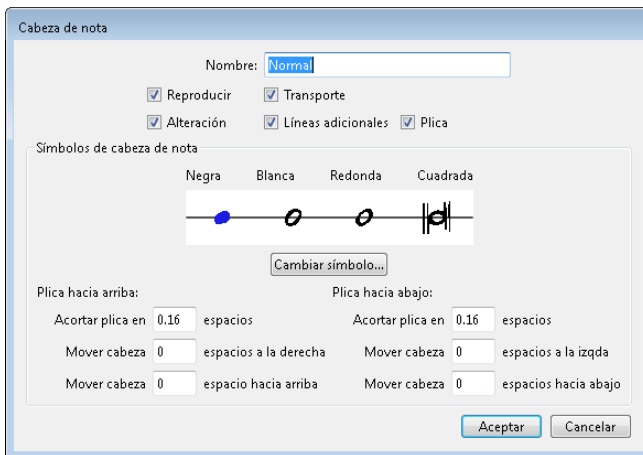 Cabeza de nota
Nombre: Normal
Reproducir Transporte
Alteración Líneas adicionales Plica
Símbolos de cabeza de nota
Negra Blanca Redonda Cuadrada
Cambiar símbolo...
Plica hacia arriba: Plica hacia abajo:
Acortar plica en 0.16 espacios Acortar plica en 0.16 espacios
Mover cabeza 0 espacios a la derecha Mover cabeza 0 espacios a la izqda
Mover cabeza 0 espacio hacia arriba Mover cabeza 0 espacios hacia abajo
Aceptar Cancelar